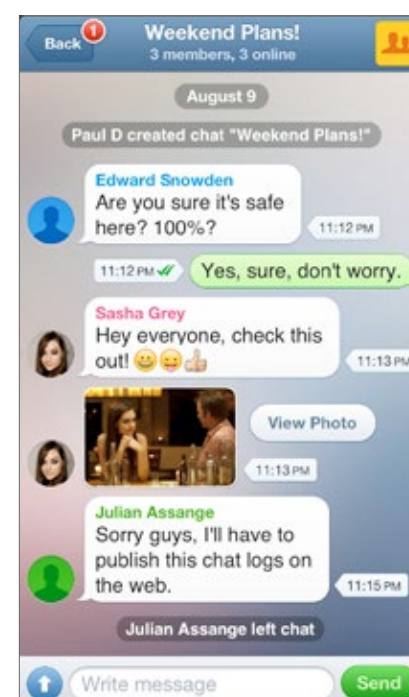 Back
1
Weekend Plans!
3 members, 3 online
August 9
Paul D created chat "Weekend Plans!"
Edward Snowden
Are you sure it's safe
here? 100%?
11:12 PM
11:12 PM
Yes, sure, don't worry.
Sasha Grey
Hey everyone, check this
out! 😀😛👍
11:13 PM
View Photo
11:13 PM
Julian Assange
Sorry guys, I'll have to
publish this chat logs on
the web.
11:15 PM
Julian Assange left chat
Write message
Send